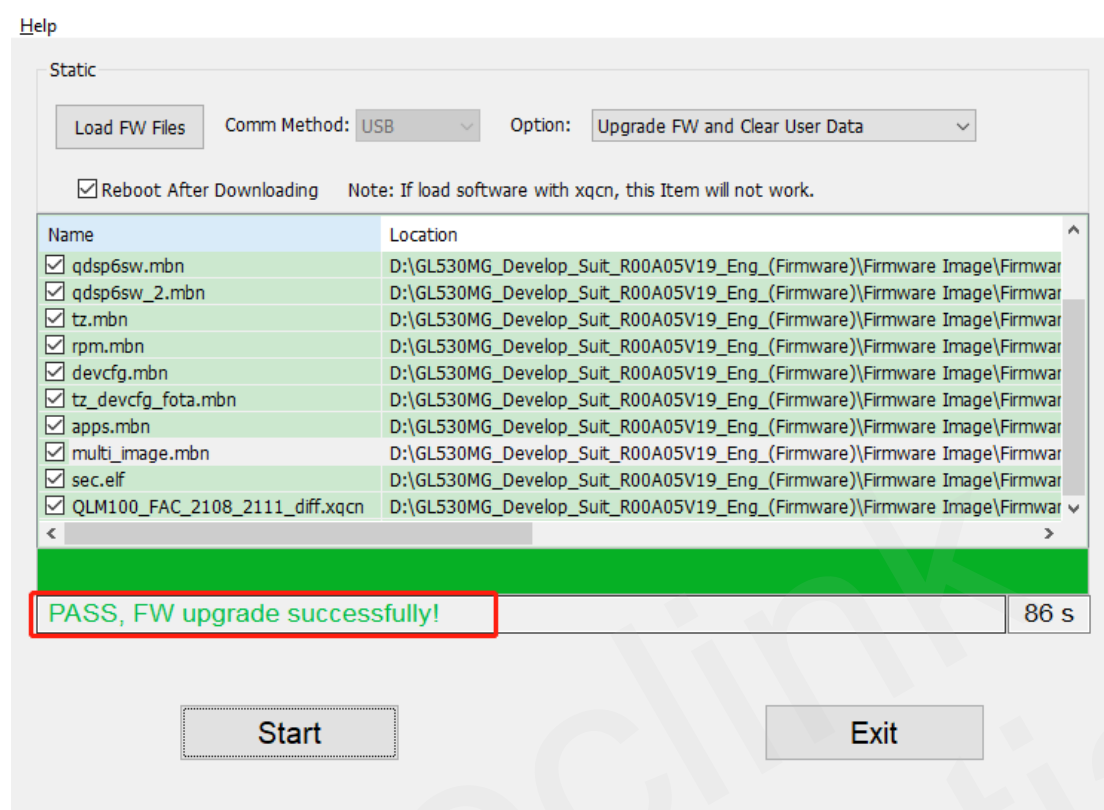 Help
Static
Load FW Files Comm Method: USB Option: Upgrade FW and Clear User Data
Reboot After Downloading Note: If load software with xqcn, this Item will not work.
Name Location
qdsp6sw.mbn D:\GL530MG_Develop_Suit_R00A05V19_Eng_(Firmware)\Firmware Image\Firmwar
qdsp6sw_2.mbn D:\GL530MG_Develop_Suit_R00A05V19_Eng_(Firmware)\Firmware Image\Firmwar
tz.mbn D:\GL530MG_Develop_Suit_R00A05V19_Eng_(Firmware)\Firmware Image\Firmwar
rpm.mbn D:\GL530MG_Develop_Suit_R00A05V19_Eng_(Firmware)\Firmware Image\Firmwar
devcfg.mbn D:\GL530MG_Develop_Suit_R00A05V19_Eng_(Firmware)\Firmware Image\Firmwar
tz_devcfg_fota.mbn D:\GL530MG_Develop_Suit_R00A05V19_Eng_(Firmware)\Firmware Image\Firmwar
apps.mbn D:\GL530MG_Develop_Suit_R00A05V19_Eng_(Firmware)\Firmware Image\Firmwar
multi_image.mbn D:\GL530MG_Develop_Suit_R00A05V19_Eng_(Firmware)\Firmware Image\Firmwar
sec.elf D:\GL530MG_Develop_Suit_R00A05V19_Eng_(Firmware)\Firmware Image\Firmwar
QLM100_FAC_2108_2111_diff.xqcn D:\GL530MG_Develop_Suit_R00A05V19_Eng_(Firmware)\Firmware Image\Firmwar
PASS, FW upgrade successfully! 86 s
Start Exit